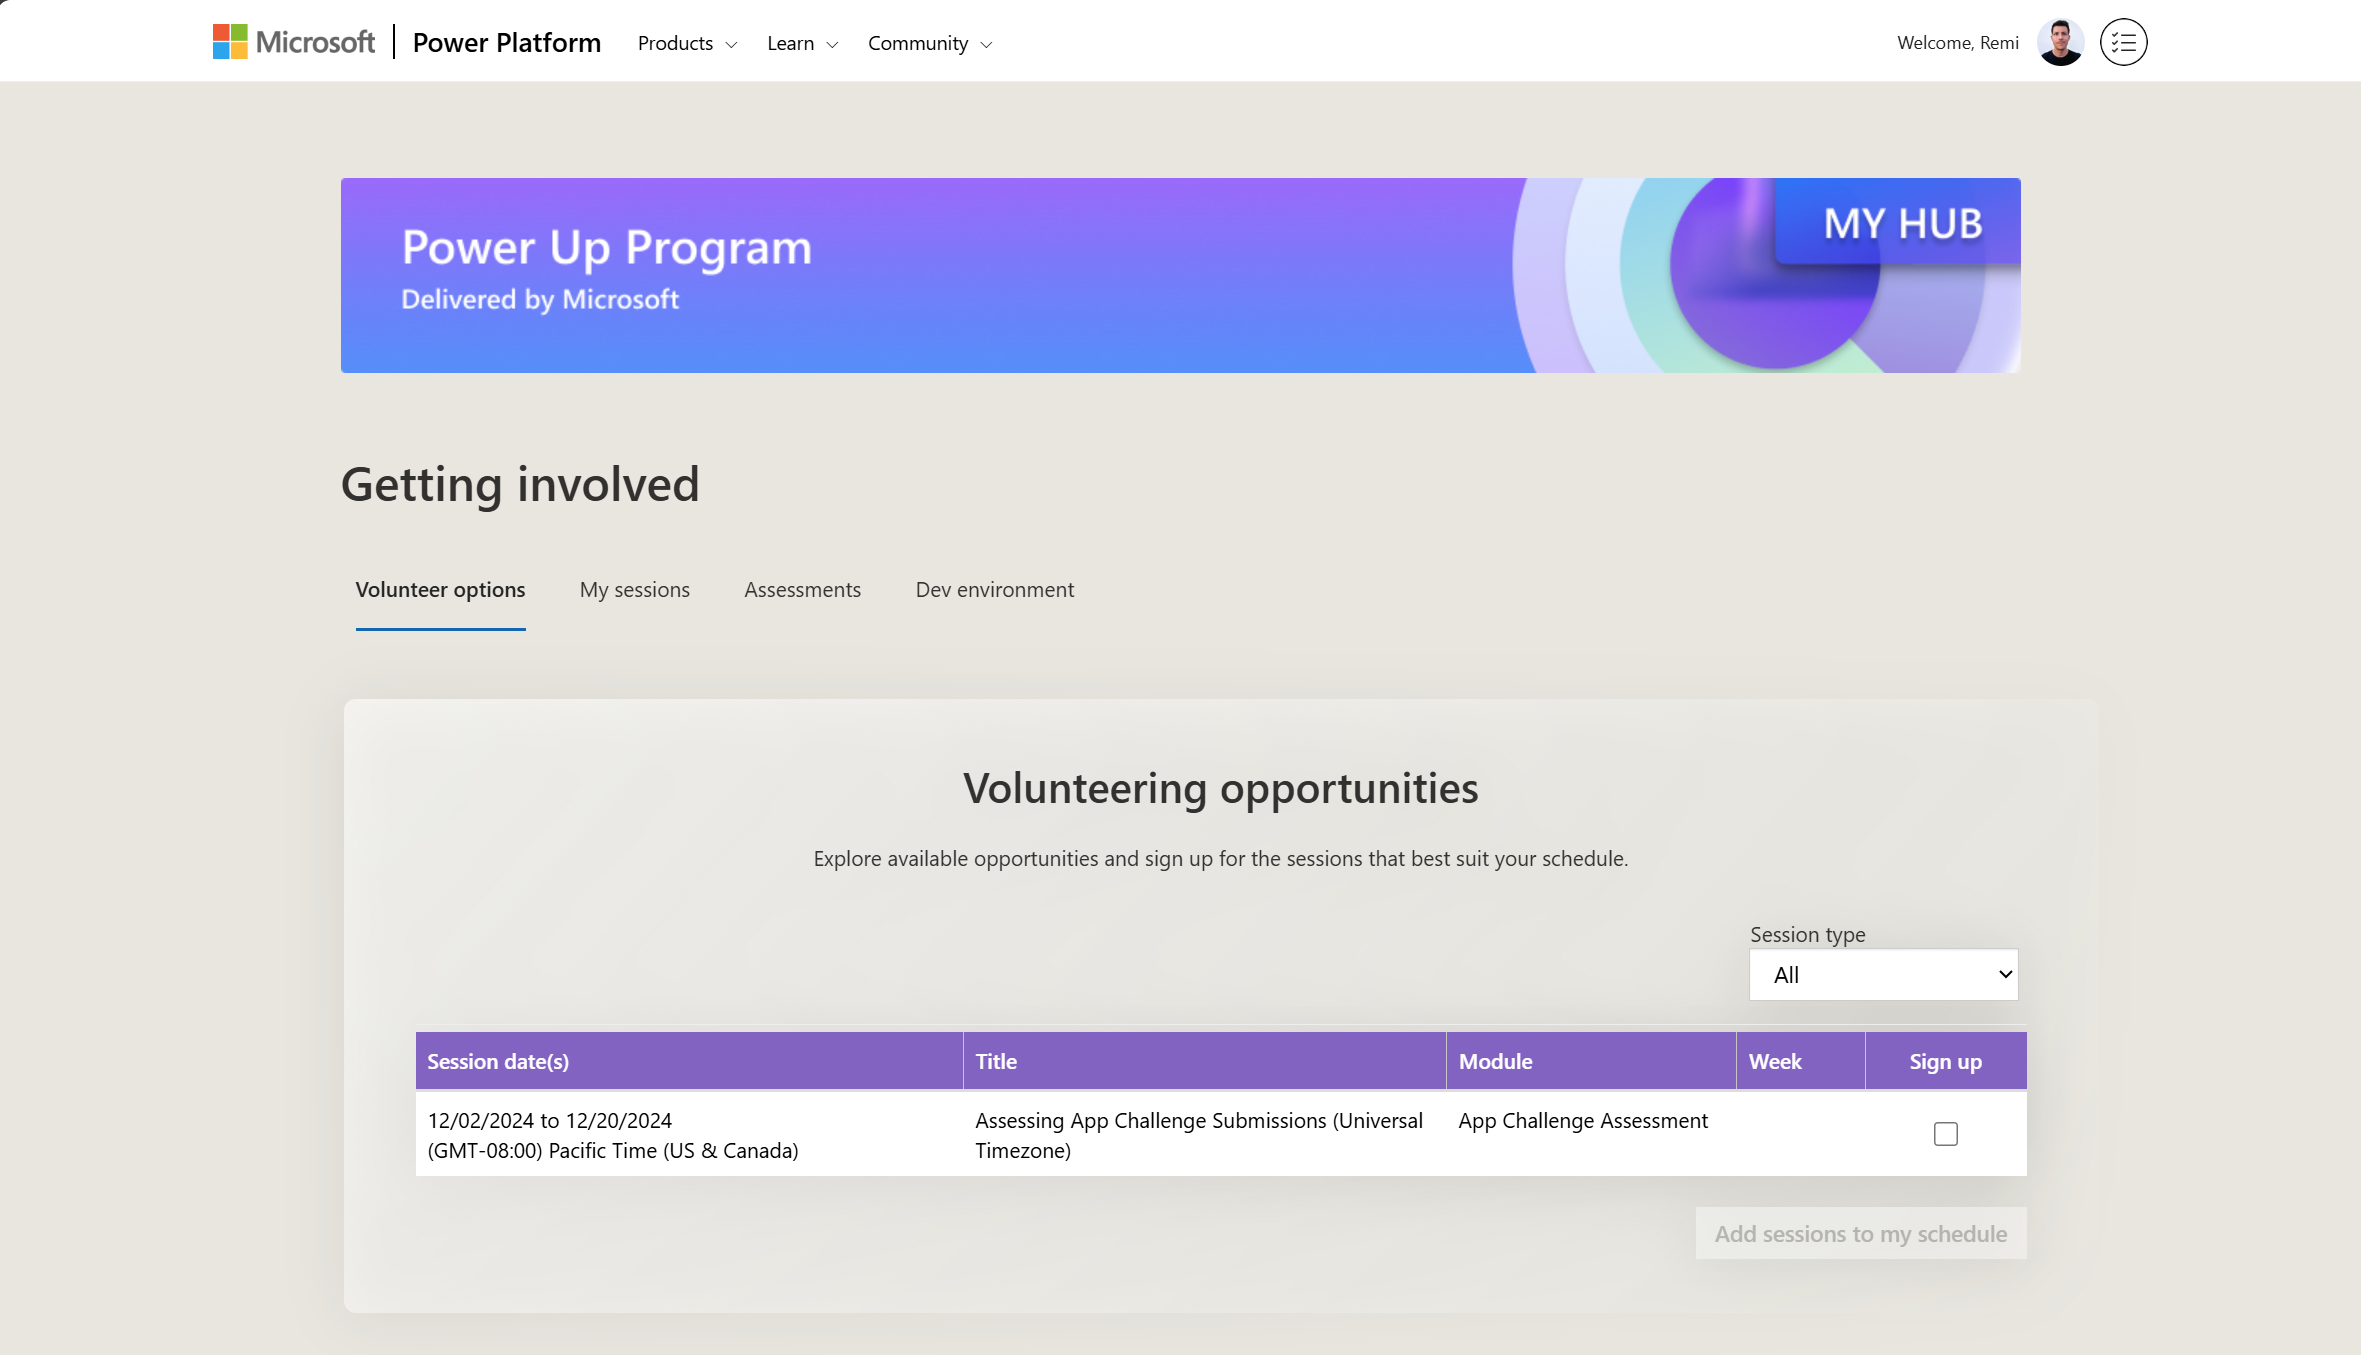 Microsoft
Power Platform
Products
Learn
Community
Welcome, Remi
Power Up Program
Delivered by Microsoft
MY HUB
Getting involved
Volunteer options
My sessions
Assessments
Dev environment
Volunteering opportunities
Explore available opportunities and sign up for the sessions that best suit your schedule.
Session type
All
Session date(s)
Title
Module
Week
Sign up
12/02/2024 to 12/20/2024
(GMT-08:00) Pacific Time (US & Canada)
Assessing App Challenge Submissions (Universal
Timezone)
App Challenge Assessment
Add sessions to my schedule